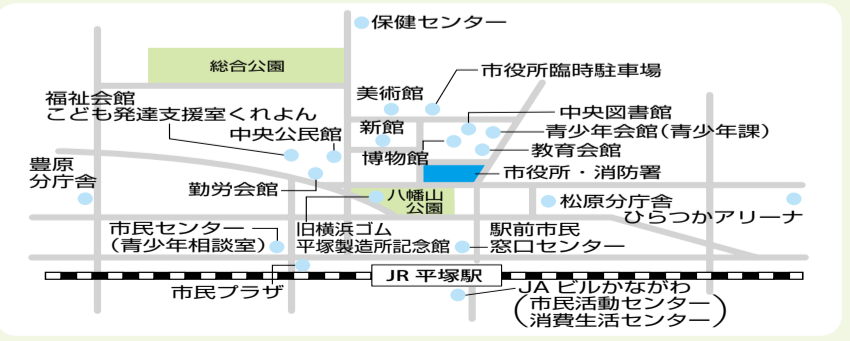 保健センター
総合公園
市役所臨時駐車場
美術館
福祉会館
こども発達支援室くれよん
中央公民館
新館
中央図書館
青少年会館(青少年課)
博物館
教育会館
豊原
分庁舎
勤労会館
市役所・消防署
八幡山
公園
松原分庁舎
ひらつかアリーナ
市民センター
(青少年相談室)
旧横浜ゴム
平塚製造所記念館
駅前市民
窓口センター
JR 平塚駅
市民プラザ
JA ビルかながわ
(市民活動センター
消費生活センター)